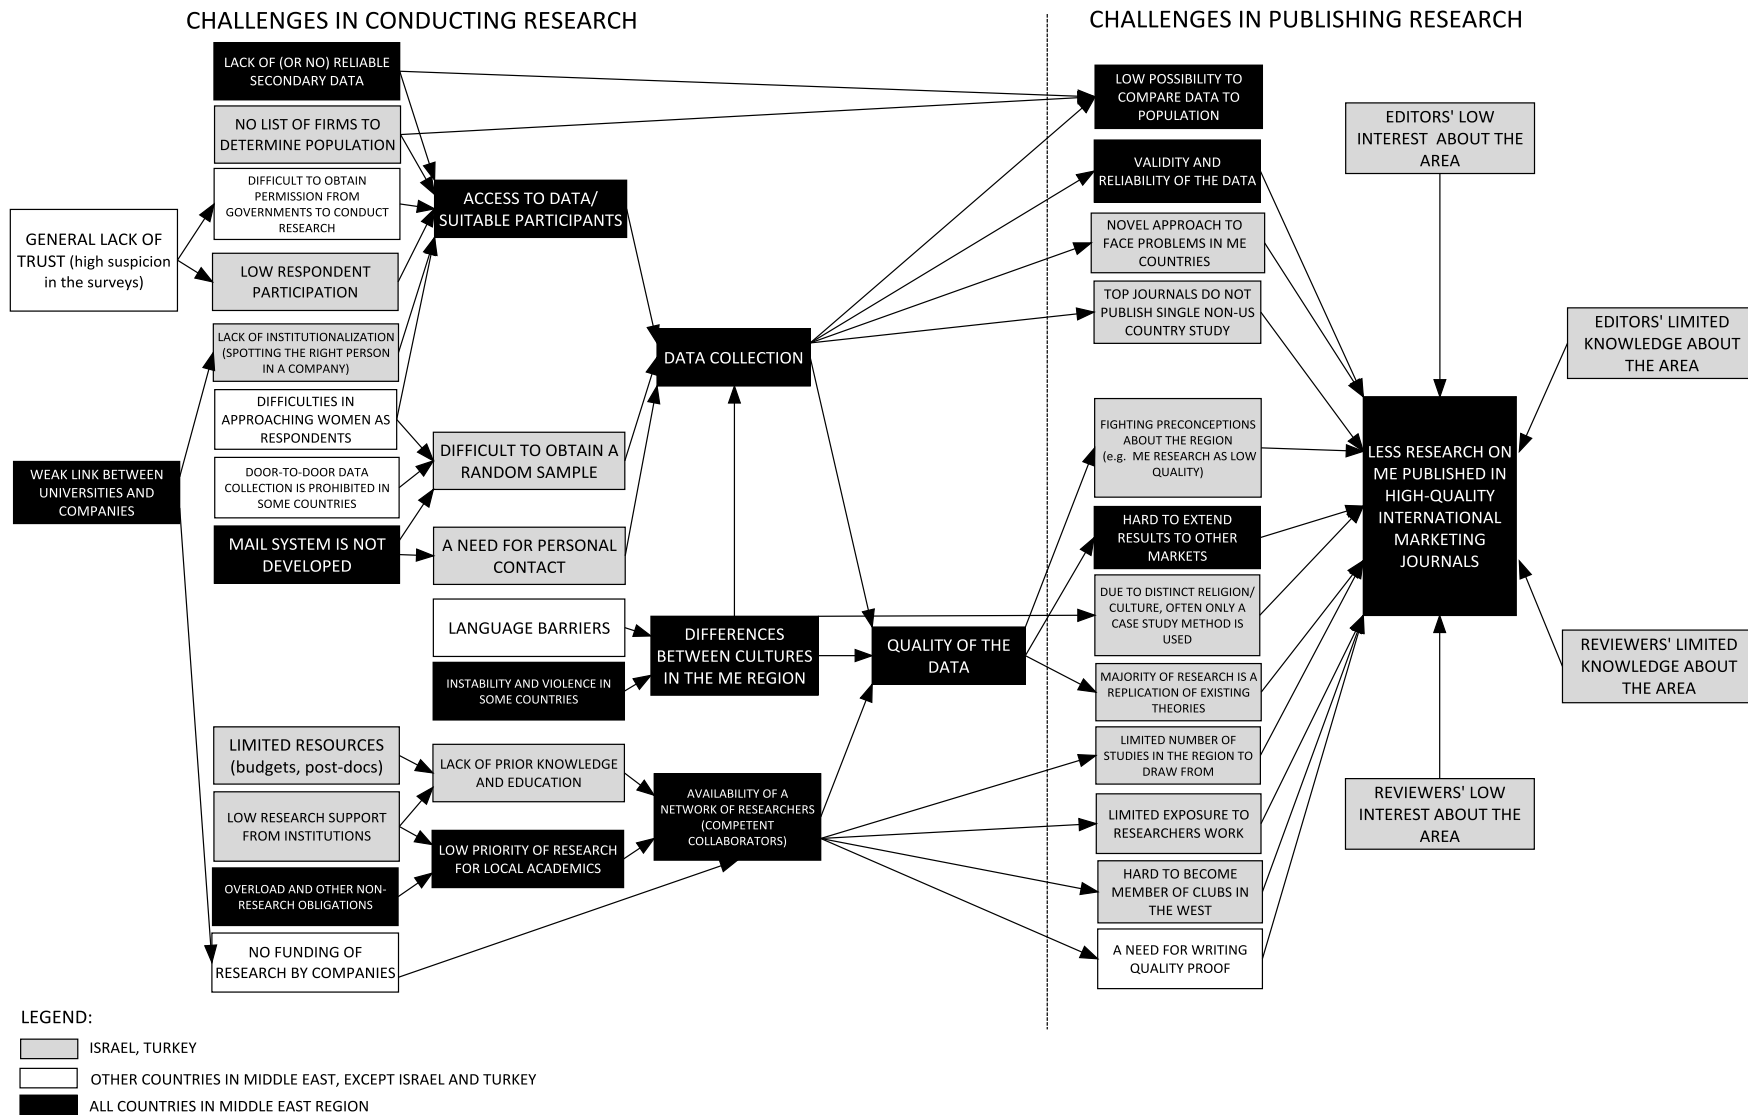 CHALLENGES IN CONDUCTING RESEARCH
CHALLENGES IN PUBLISHING RESEARCH
LACK OF (OR NO) RELIABLE
SECONDARY DATA
NO LIST OF FIRMS TO
DETERMINE POPULATION
DIFFICULT TO OBTAIN
PERMISSION FROM
GOVERNMENTS TO CONDUCT
RESEARCH
GENERAL LACK OF
TRUST (high suspicion
in the surveys)
LOW RESPONDENT
PARTICIPATION
LACK OF INSTITUTIONALIZATION
(SPOTTING THE RIGHT PERSON
IN A COMPANY)
DIFFICULTIES IN
APPROACHING WOMEN AS
RESPONDENTS
WEAK LINK BETWEEN
UNIVERSITIES AND
COMPANIES
DOOR-TO-DOOR DATA
COLLECTION IS PROHIBITED IN
SOME COUNTRIES
MAIL SYSTEM IS NOT
DEVELOPED
LIMITED RESOURCES
(budgets, post-docs)
LOW RESEARCH SUPPORT
FROM INSTITUTIONS
OVERLOAD AND OTHER NON-
RESEARCH OBLIGATIONS
NO FUNDING OF
RESEARCH BY COMPANIES
ACCESS TO DATA/
SUITABLE PARTICIPANTS
DIFFICULT TO OBTAIN A
RANDOM SAMPLE
A NEED FOR PERSONAL
CONTACT
LANGUAGE BARRIERS
INSTABILITY AND VIOLENCE IN
SOME COUNTRIES
LACK OF PRIOR KNOWLEDGE
AND EDUCATION
LOW PRIORITY OF RESEARCH
FOR LOCAL ACADEMICS
DATA COLLECTION
DIFFERENCES
BETWEEN CULTURES
IN THE ME REGION
AVAILABILITY OF A
NETWORK OF RESEARCHERS
(COMPETENT
COLLABORATORS)
QUALITY OF THE
DATA
LOW POSSIBILITY TO
COMPARE DATA TO
POPULATION
VALIDITY AND
RELIABILITY OF THE DATA
NOVEL APPROACH TO
FACE PROBLEMS IN ME
COUNTRIES
TOP JOURNALS DO NOT
PUBLISH SINGLE NON-US
COUNTRY STUDY
FIGHTING PRECONCEPTIONS
ABOUT THE REGION
(e.g. ME RESEARCH AS LOW
QUALITY)
HARD TO EXTEND
RESULTS TO OTHER
MARKETS
DUE TO DISTINCT RELIGION/
CULTURE, OFTEN ONLY A
CASE STUDY METHOD IS
USED
MAJORITY OF RESEARCH IS A
REPLICATION OF EXISTING
THEORIES
LIMITED NUMBER OF
STUDIES IN THE REGION TO
DRAW FROM
LIMITED EXPOSURE TO
RESEARCHERS WORK
HARD TO BECOME
MEMBER OF CLUBS IN
THE WEST
A NEED FOR WRITING
QUALITY PROOF
EDITORS' LOW
INTEREST ABOUT THE
AREA
EDITORS' LIMITED
KNOWLEDGE ABOUT
THE AREA
LESS RESEARCH ON
ME PUBLISHED IN
HIGH-QUALITY
INTERNATIONAL
MARKETING
JOURNALS
REVIEWERS' LIMITED
KNOWLEDGE ABOUT
THE AREA
REVIEWERS' LOW
INTEREST ABOUT THE
AREA
LEGEND:
ISRAEL, TURKEY
OTHER COUNTRIES IN MIDDLE EAST, EXCEPT ISRAEL AND TURKEY
ALL COUNTRIES IN MIDDLE EAST REGION